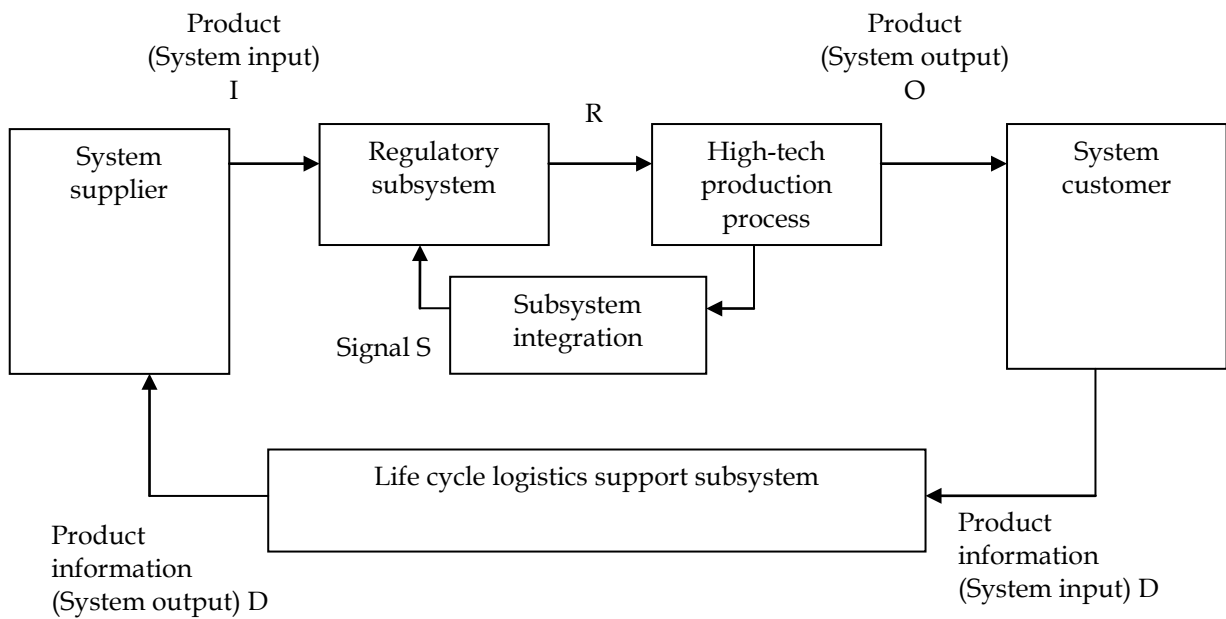 Product
(System input)
I
Product
(System output)
O
R
System
supplier
Regulatory
subsystem
High-tech
production
process
System
customer
Subsystem
integration
Signal S
Life cycle logistics support subsystem
Product
information
(System output) D
Product
information
(System input) D